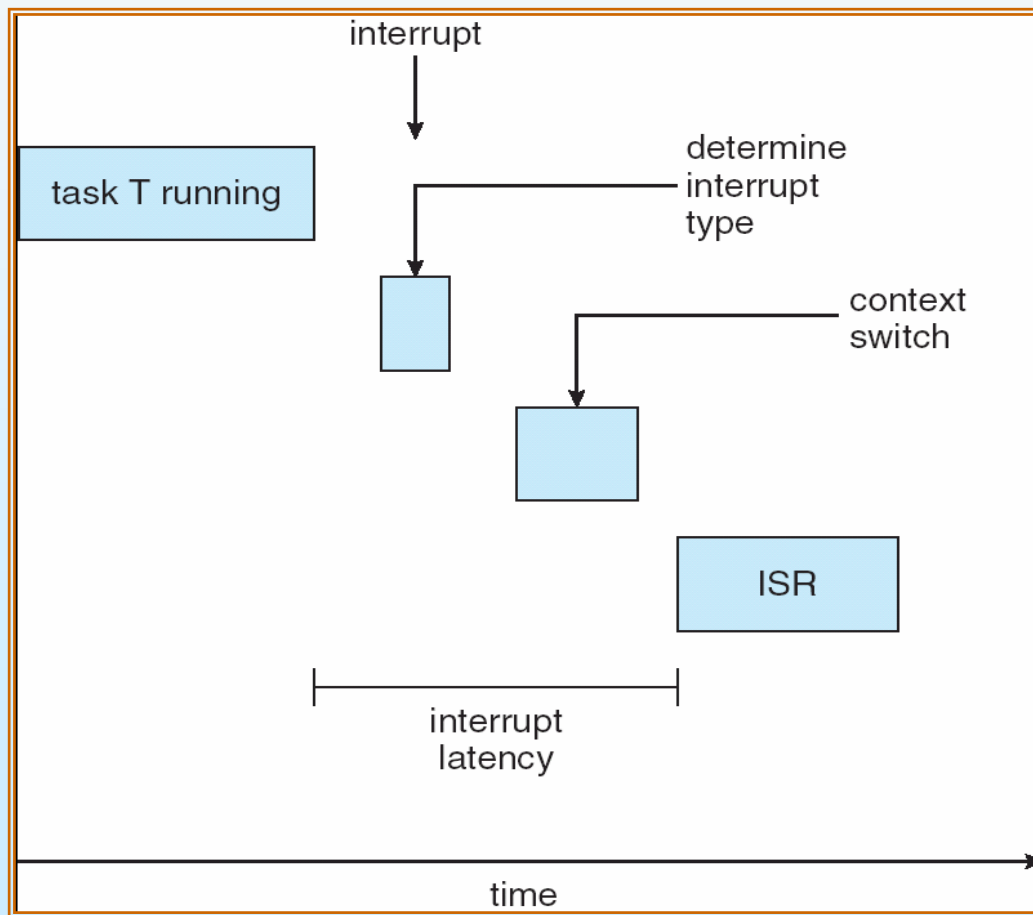 interrupt
task T running
determine
interrupt
type
context
switch
ISR
interrupt
latency
time